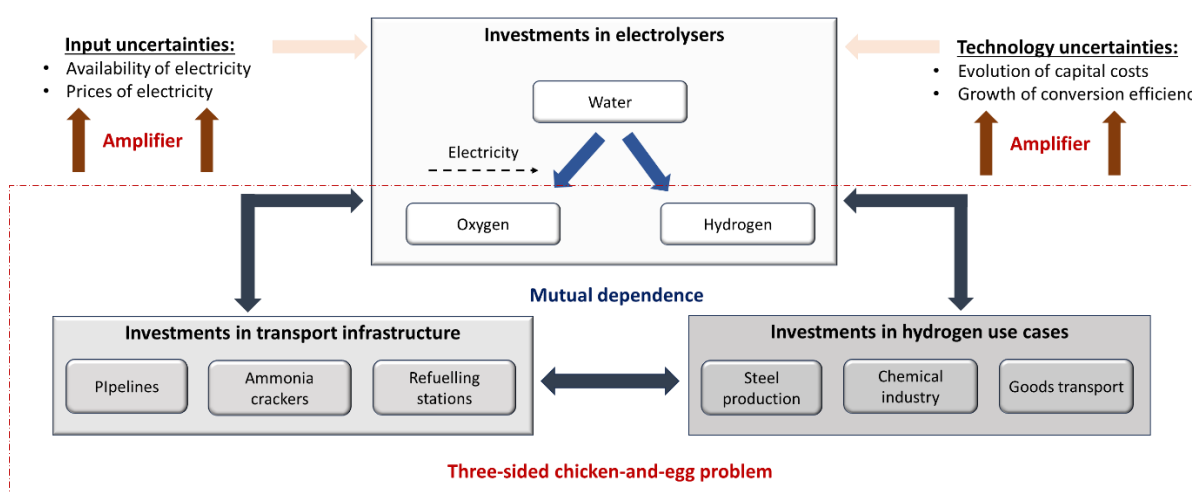 Input uncertainties:
• Availability of electricity
• Prices of electricity
Amplifier
Investments in electrolysers
Water
Electricity
Oxygen
Hydrogen
Technology uncertainties:
• Evolution of capital costs
• Growth of conversion efficienc
Amplifier
Mutual dependence
Investments in transport infrastructure
PIpelines
Ammonia
crackers
Refuelling
stations
Investments in hydrogen use cases
Steel
production
Chemical
industry
Goods transport
Three-sided chicken-and-egg problem